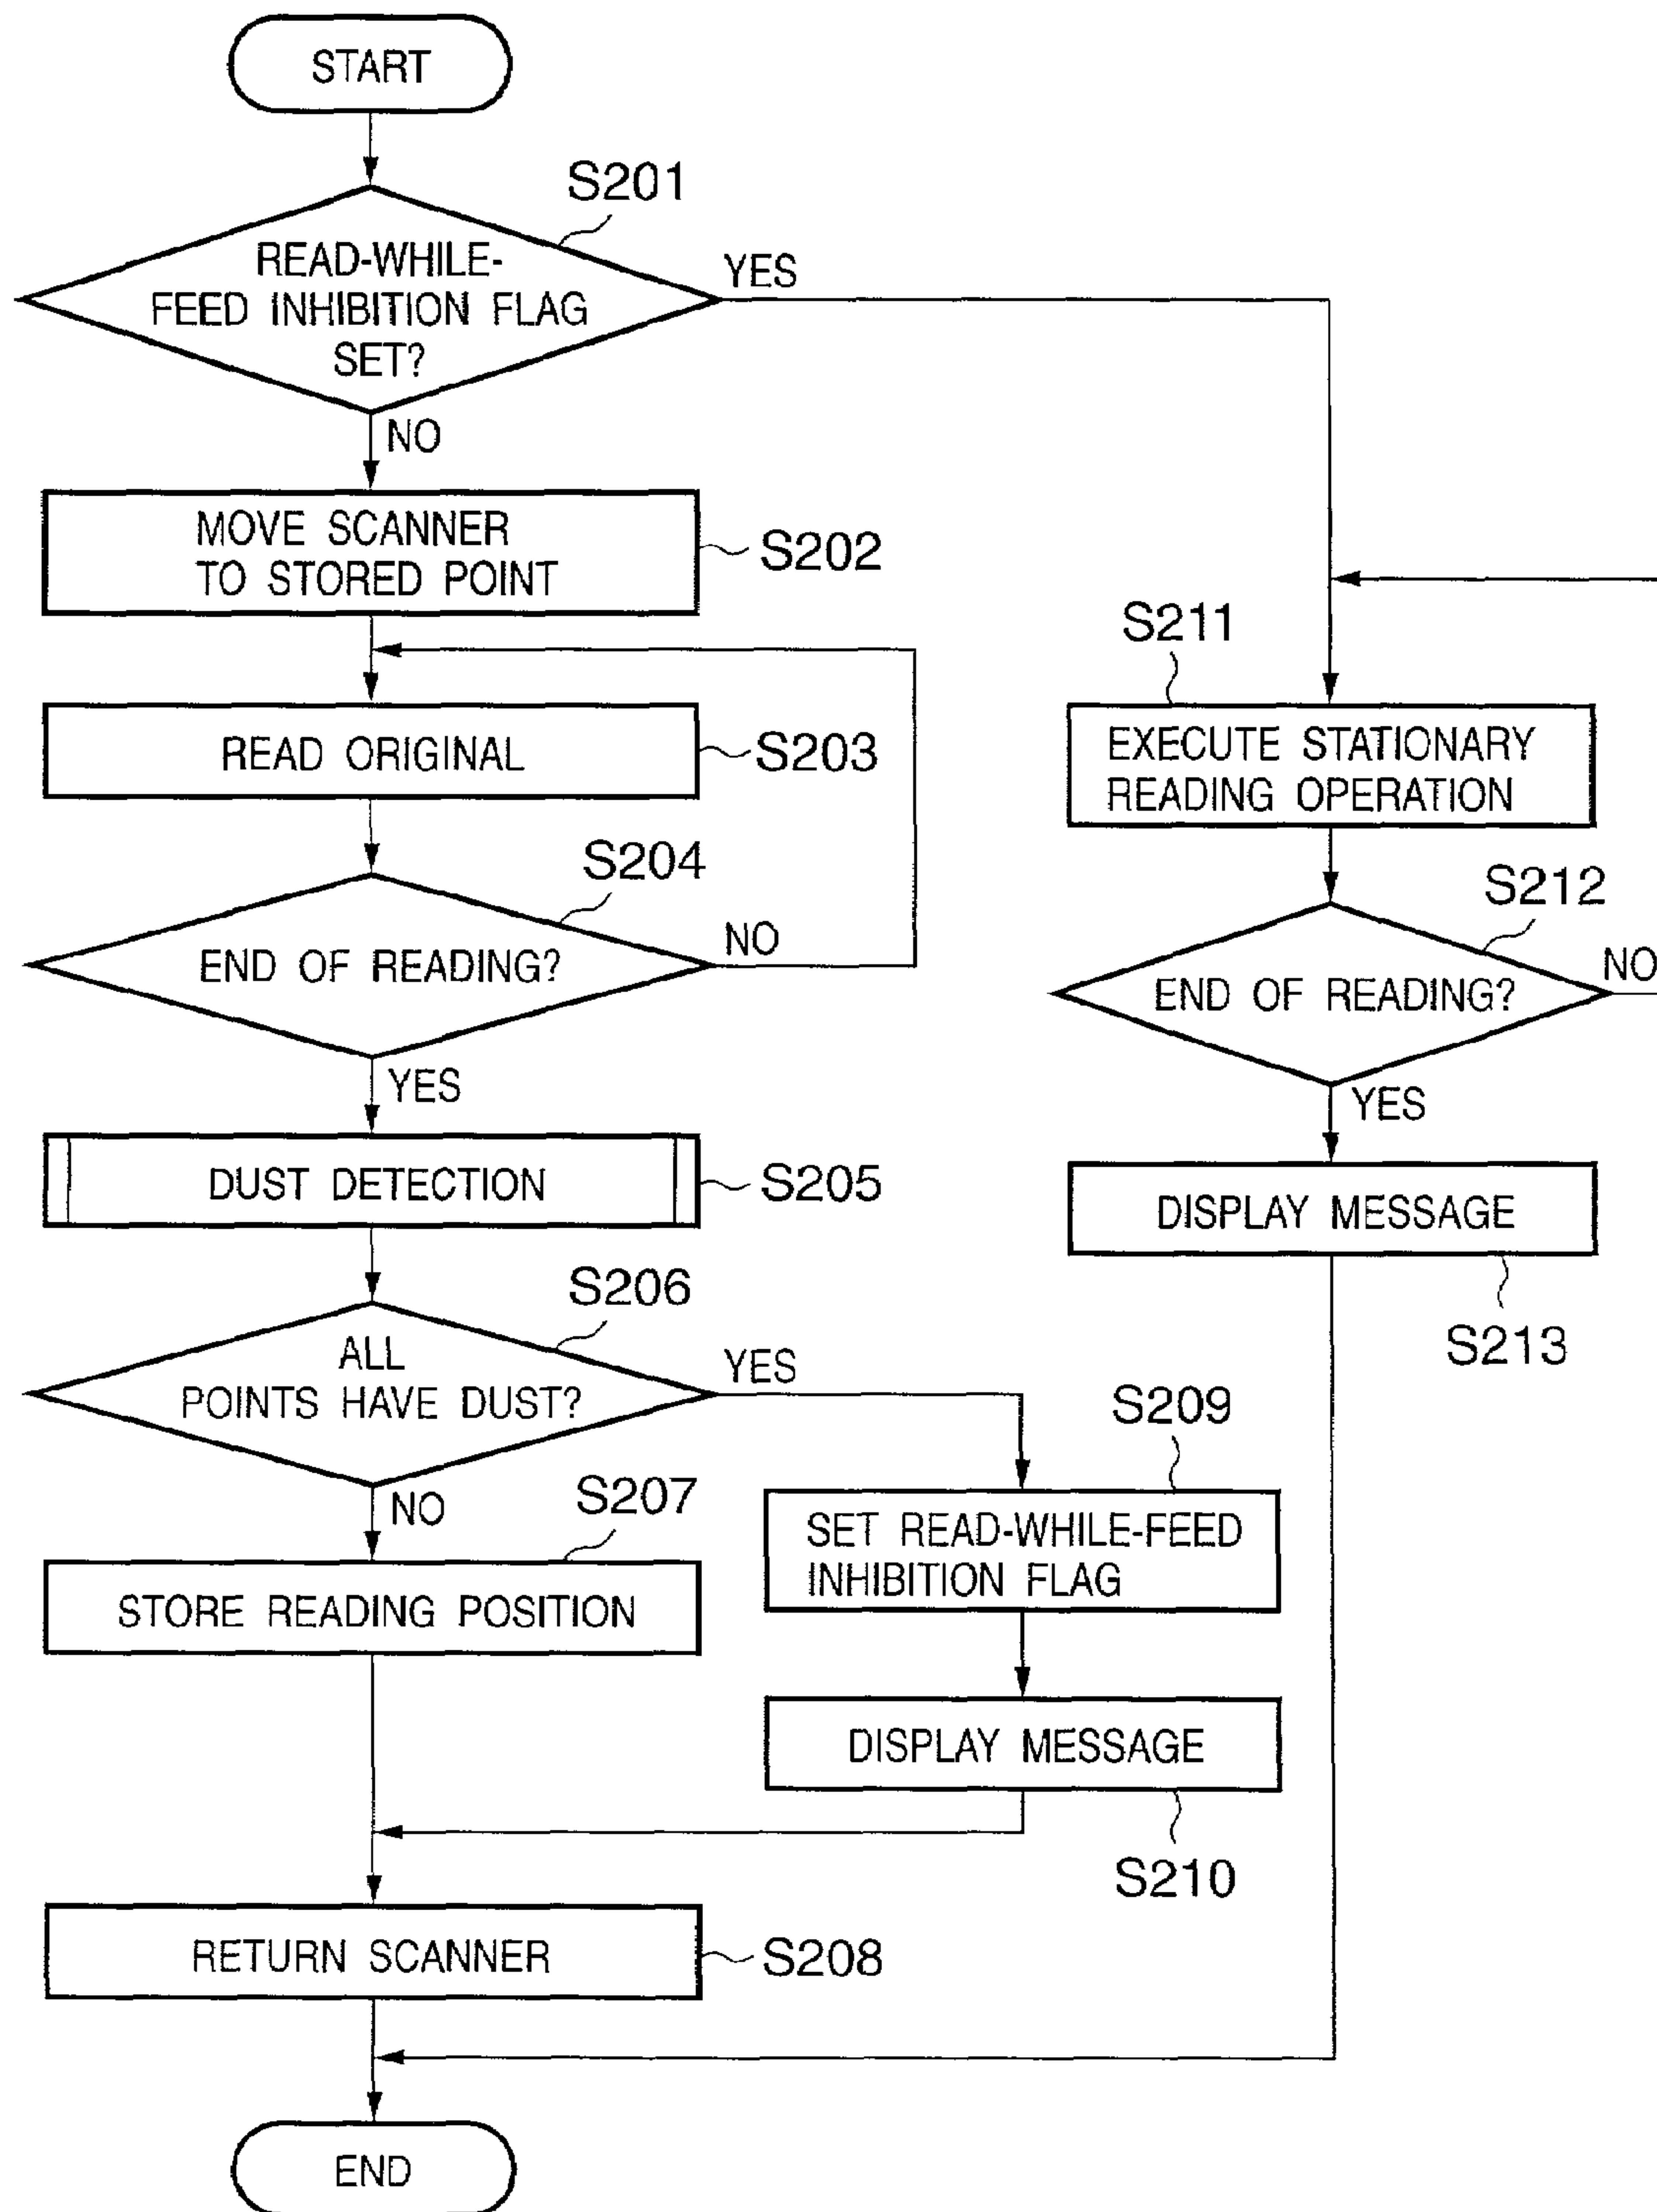 START
S201
READ-WHILE-
FEED INHIBITION FLAG
SET?
YES
NO
MOVE SCANNER
TO STORED POINT
S202
READ ORIGINAL
S203
S204
END OF READING?
NO
YES
DUST DETECTION
S205
S206
ALL
POINTS HAVE DUST?
YES
NO
S207
STORE READING POSITION
S209
SET READ-WHILE-FEED
INHIBITION FLAG
DISPLAY MESSAGE
S210
RETURN SCANNER
S208
S211
EXECUTE STATIONARY
READING OPERATION
S212
END OF READING?
NO
YES
DISPLAY MESSAGE
S213
END